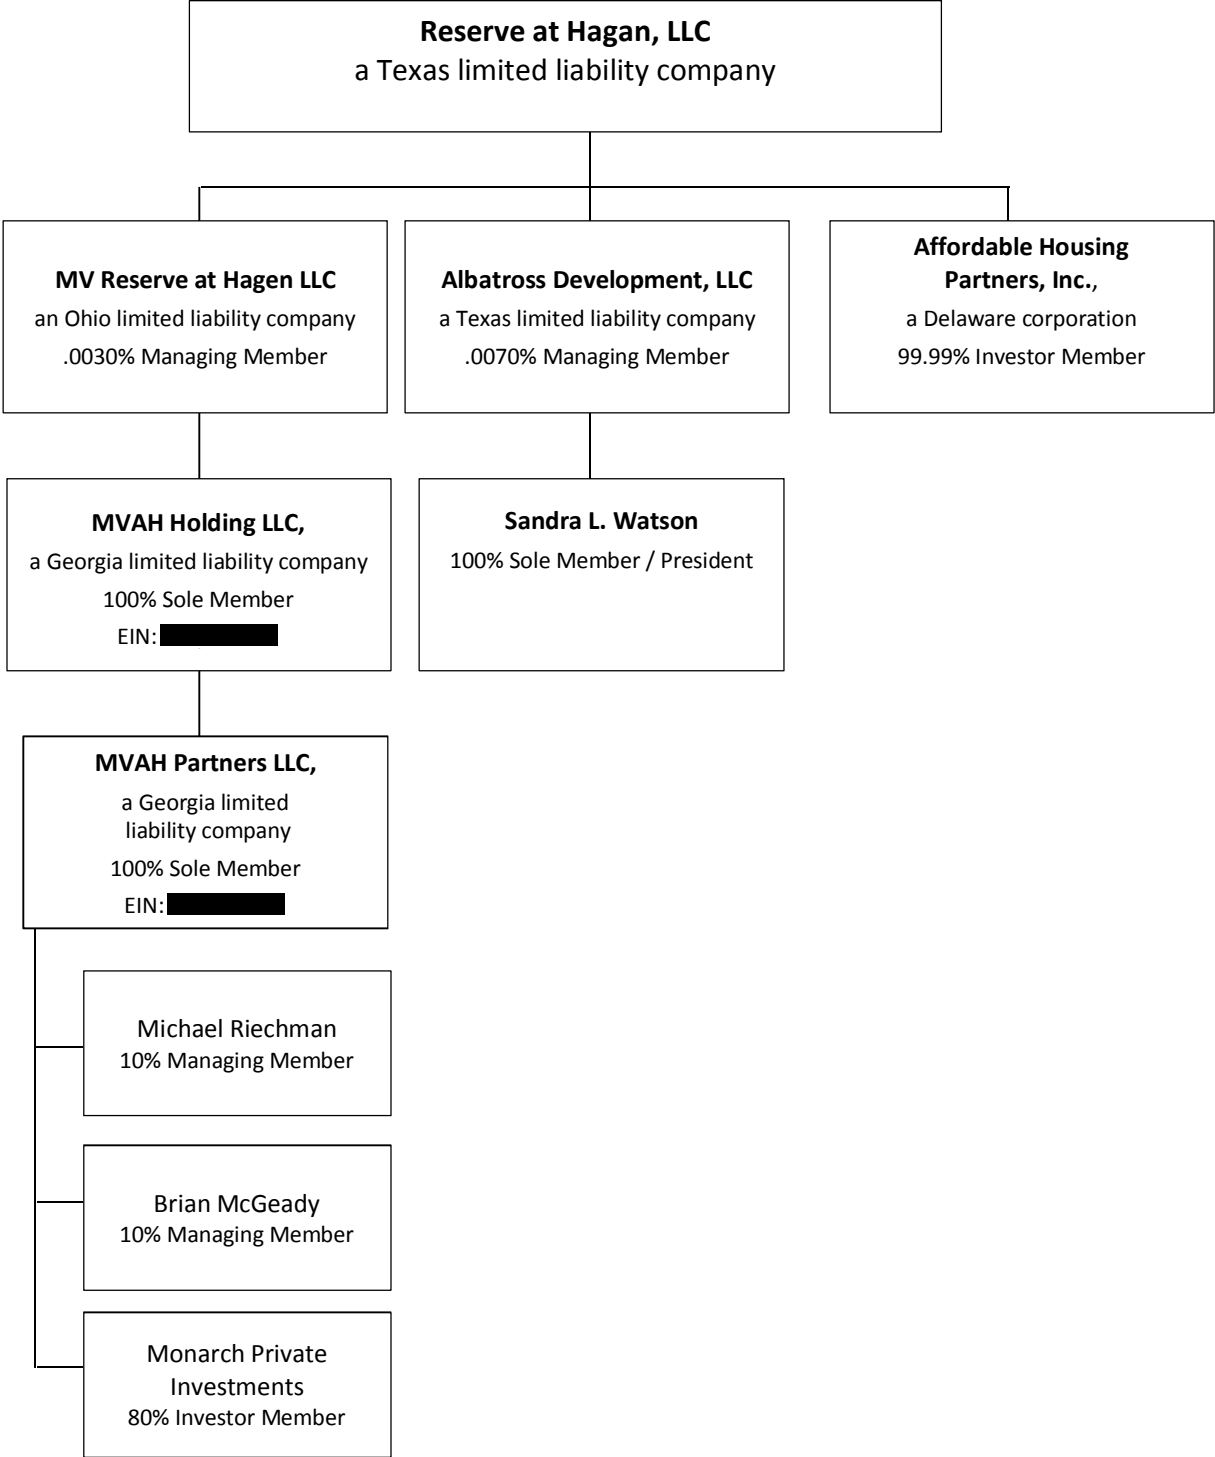 Reserve at Hagan, LLC
a Texas limited liability company
MV Reserve at Hagen LLC
an Ohio limited liability company
.0030% Managing Member
Albatross Development, LLC
a Texas limited liability company
.0070% Managing Member
Affordable Housing
Partners, Inc.,
a Delaware corporation
99.99% Investor Member
MVAH Holding LLC,
a Georgia limited liability company
100% Sole Member
EIN:
Sandra L. Watson
100% Sole Member / President
MVAH Partners LLC,
a Georgia limited
liability company
100% Sole Member
EIN:
Michael Riechman
10% Managing Member
Brian McGeady
10% Managing Member
Monarch Private
Investments
80% Investor Member